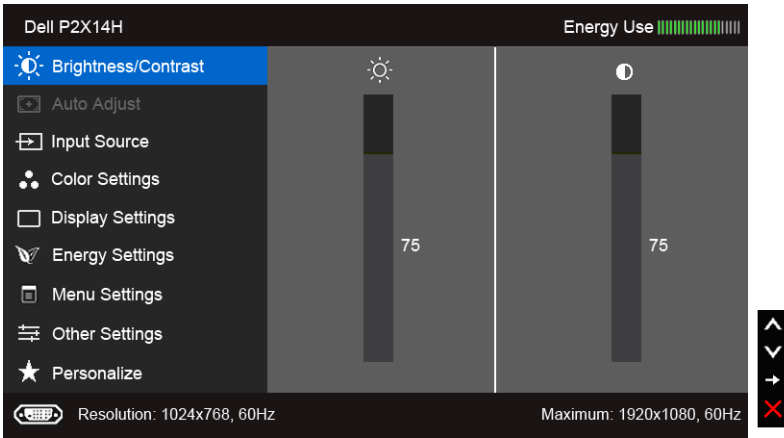 Dell P2X14H
Energy Use
Brightness/Contrast
Auto Adjust
Input Source
Color Settings
Display Settings
Energy Settings
Menu Settings
Other Settings
Personalize
75
75
Resolution: 1024x768, 60Hz
Maximum: 1920x1080, 60Hz